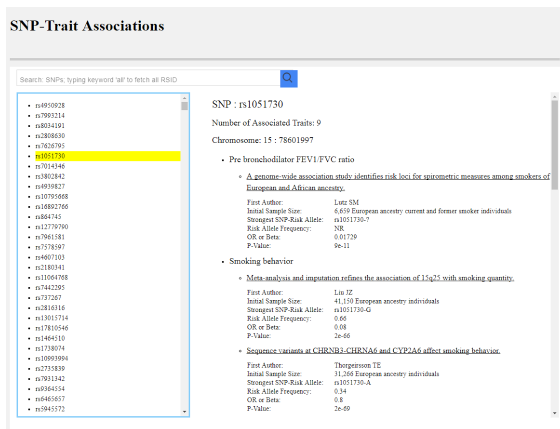 SNP-Trait Associations
Search: SNPs; typing keyword 'all' to fetch all RSID
rs4950928
rs7993214
rs8034191
rs2808630
rs7626795
rs1051730
rs7014346
rs3802842
rs4939827
rs10795668
rs16892766
rs864745
rs12779790
rs7961581
rs7578597
rs4607103
rs2180341
rs11064768
rs7442295
rs737267
rs2816316
rs13015714
rs17810546
rs1464510
rs1738074
rs10993994
rs2735839
rs7931342
rs9364554
rs6465657
rs5945572
SNP : rs1051730
Number of Associated Traits: 9
Chromosome: 15 : 78601997
Pre bronchodilator FEV1/FVC ratio
A genome-wide association study identifies risk loci for spirometric measures among smokers of
European and African ancestry.
First Author: Lutz SM
Initial Sample Size: 6,659 European ancestry current and former smoker individuals
Strongest SNP-Risk Allele: rs1051730-?
Risk Allele Frequency: NR
OR or Beta: 0.01729
P-Value: 9e-11
Smoking behavior
Meta-analysis and imputation refines the association of 15q25 with smoking quantity.
First Author: Liu JZ
Initial Sample Size: 41,150 European ancestry individuals
Strongest SNP-Risk Allele: rs1051730-G
Risk Allele Frequency: 0.66
OR or Beta: 0.08
P-Value: 2e-66
Sequence variants at CHRNB3-CHRNA6 and CYP2A6 affect smoking behavior.
First Author: Thorgeirsson TE
Initial Sample Size: 31,266 European ancestry individuals
Strongest SNP-Risk Allele: rs1051730-A
Risk Allele Frequency: 0.34
OR or Beta: 0.8
P-Value: 2e-69